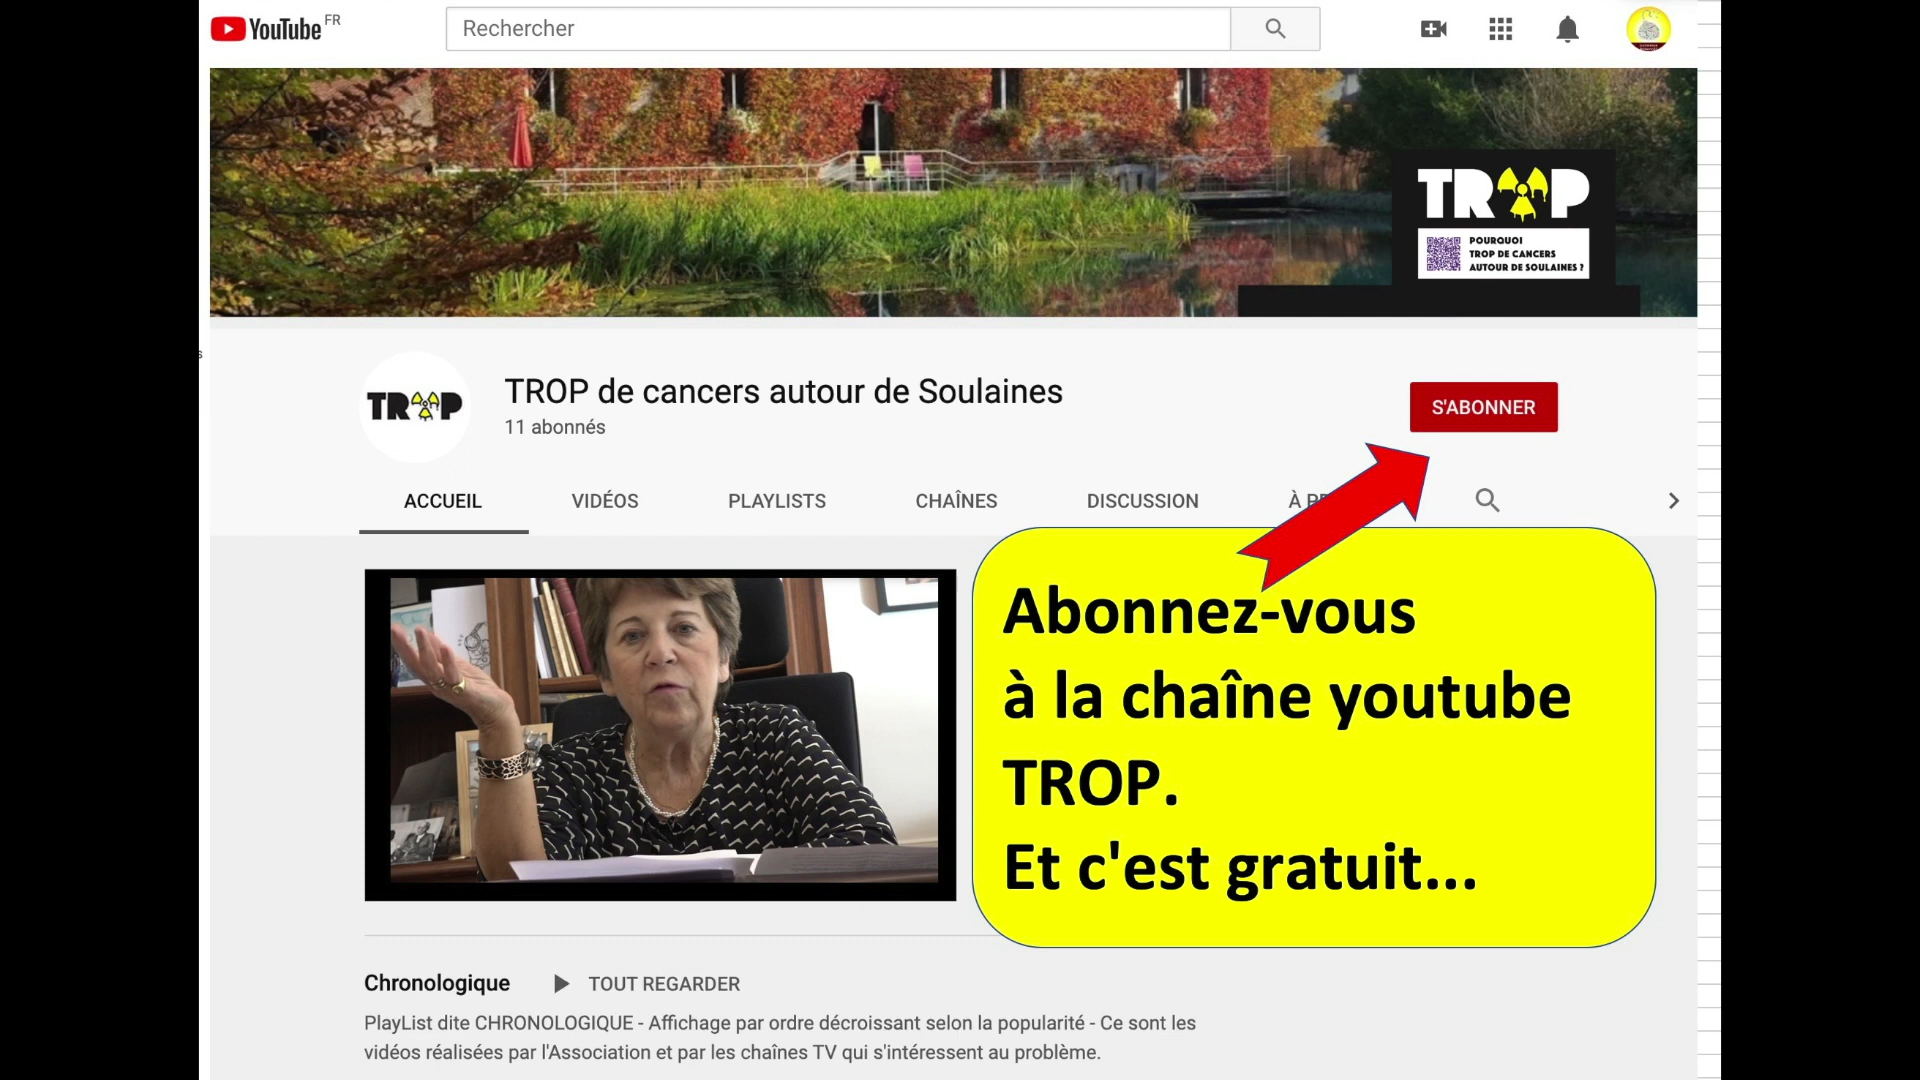 YouTube FR
Rechercher
TROP
POURQUOI
TROP DE CANCERS
AUTOUR DE SOULAINES ?
s
TROP
TROP de cancers autour de Soulaines
11 abonnés
S'ABONNER
ACCUEIL VIDÉOS PLAYLISTS CHAÎNES DISCUSSION À
Abonnez-vous
à la chaîne youtube
TROP.
Et c'est gratuit...
Chronologique TOUT REGARDER
PlayList dite CHRONOLOGIQUE - Affichage par ordre décroissant selon la popularité - Ce sont les
vidéos réalisées par l'Association et par les chaînes TV qui s'intéressent au problème.